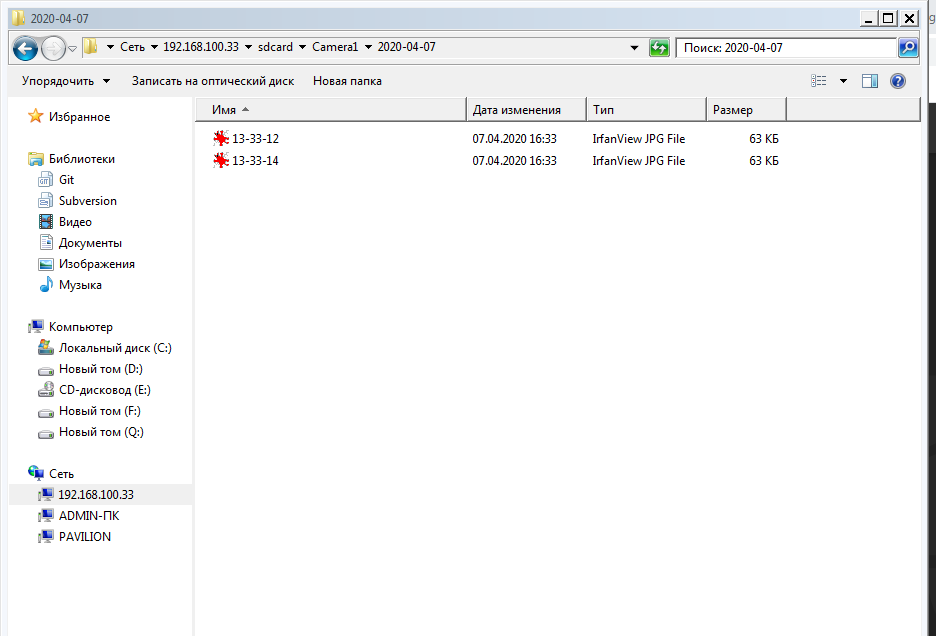 2020-04-07
Сеть 192.168.100.33 sdcard Camera1 2020-04-07
Поиск: 2020-04-07
Упорядочить Записать на оптический диск Новая папка
Избранное
Библиотеки
Git
Subversion
Видео
Документы
Изображения
Музыка
Компьютер
Локальный диск (C:)
Новый том (D:)
CD-дисковод (E:)
Новый том (F:)
Новый том (Q:)
Сеть
192.168.100.33
ADMIN-ПК
PAVILION
Имя Дата изменения Тип Размер
13-33-12 07.04.2020 16:33 IrfanView JPG File 63 КБ
13-33-14 07.04.2020 16:33 IrfanView JPG File 63 КБ